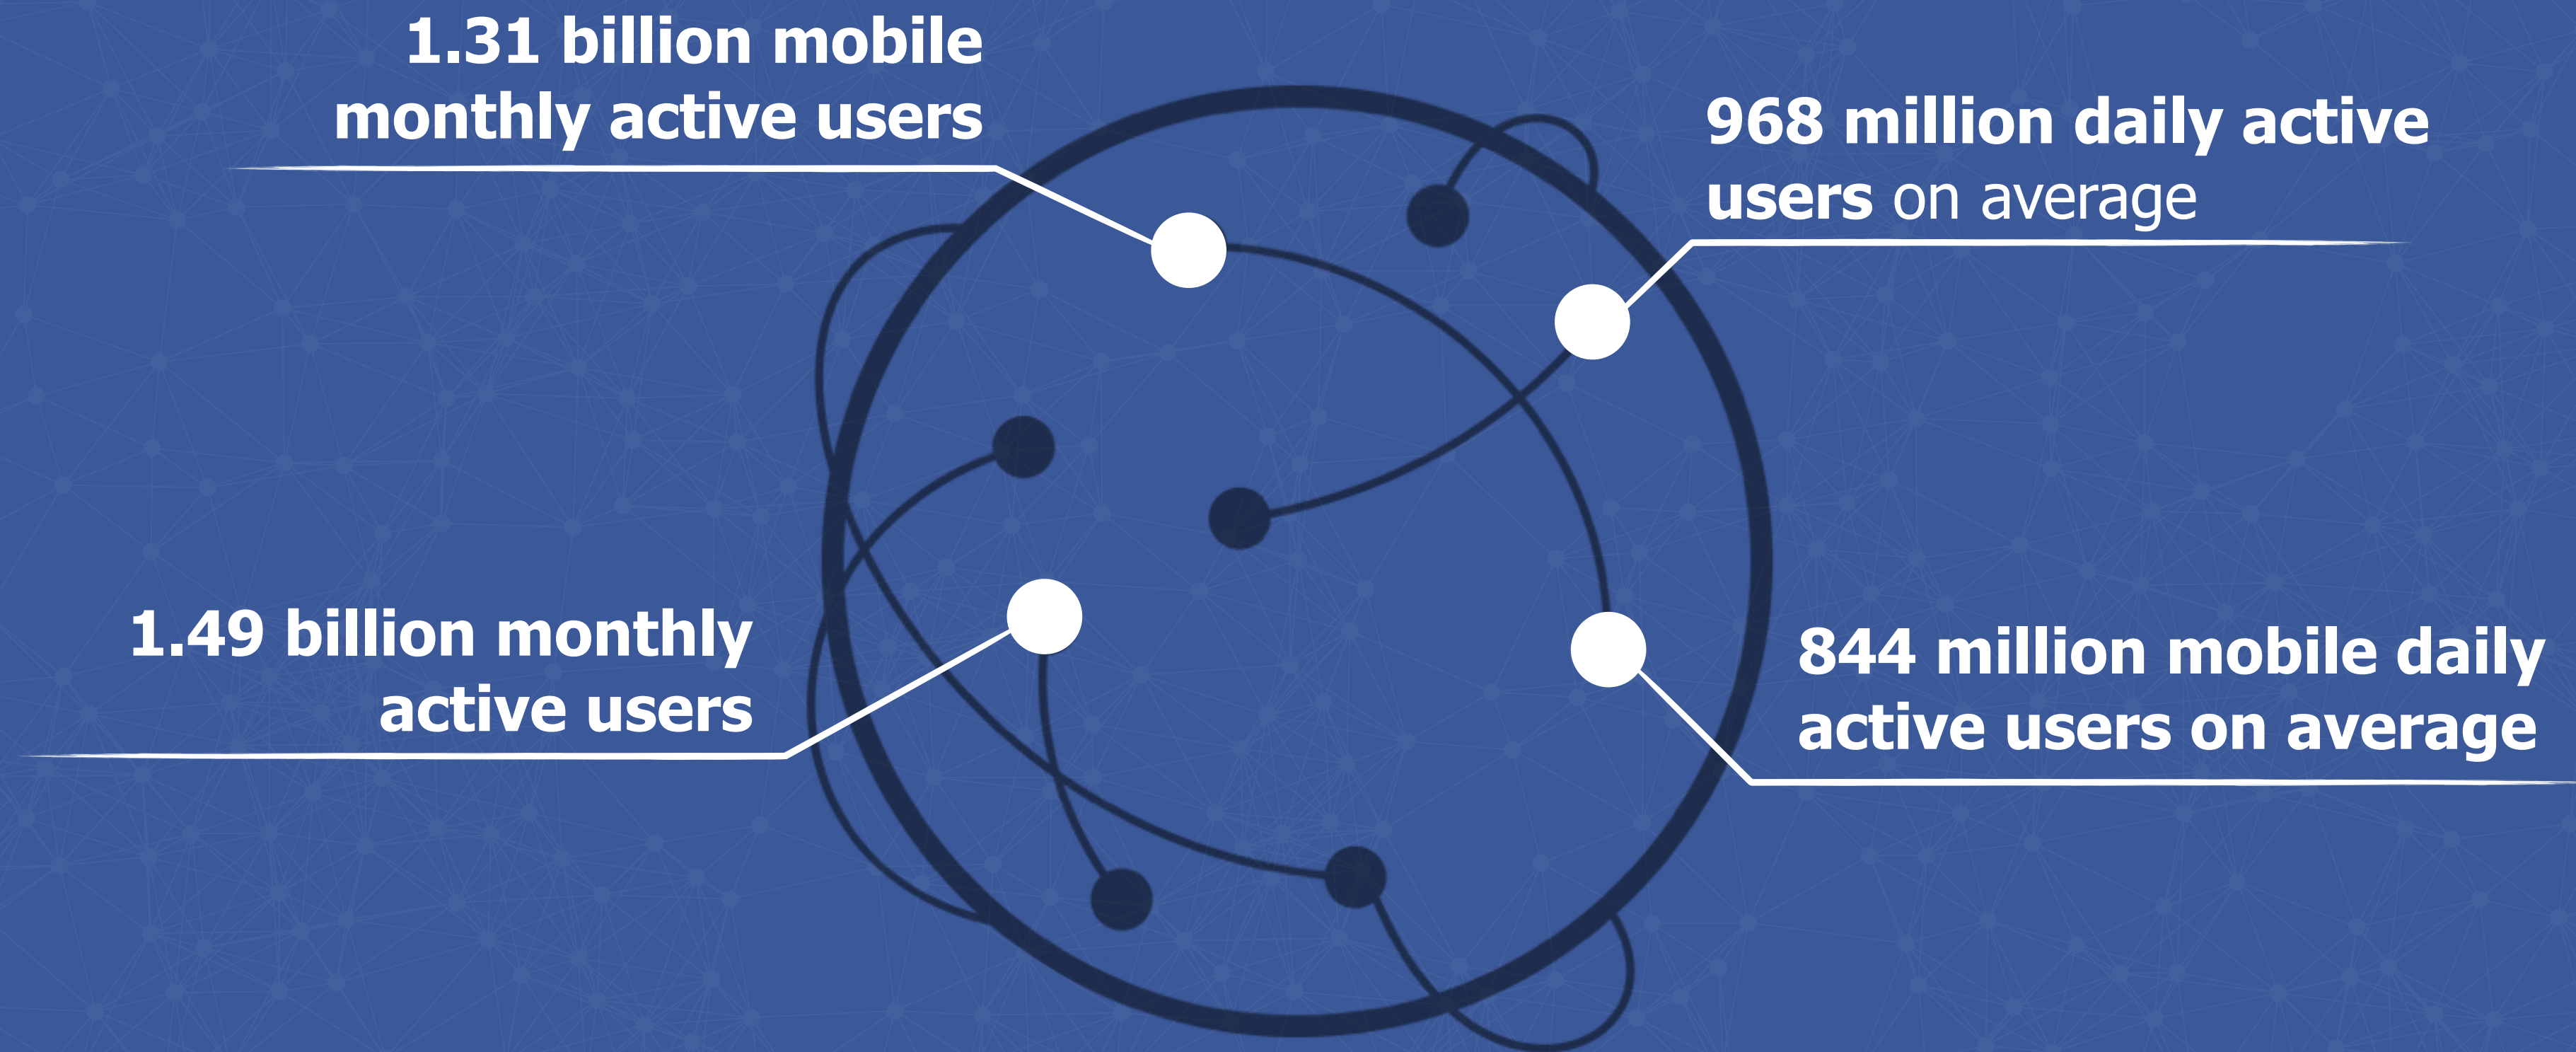 1.31 billion mobile
monthly active users
968 million daily active
users on average
1.49 billion monthly
active users
844 million mobile daily
active users on average